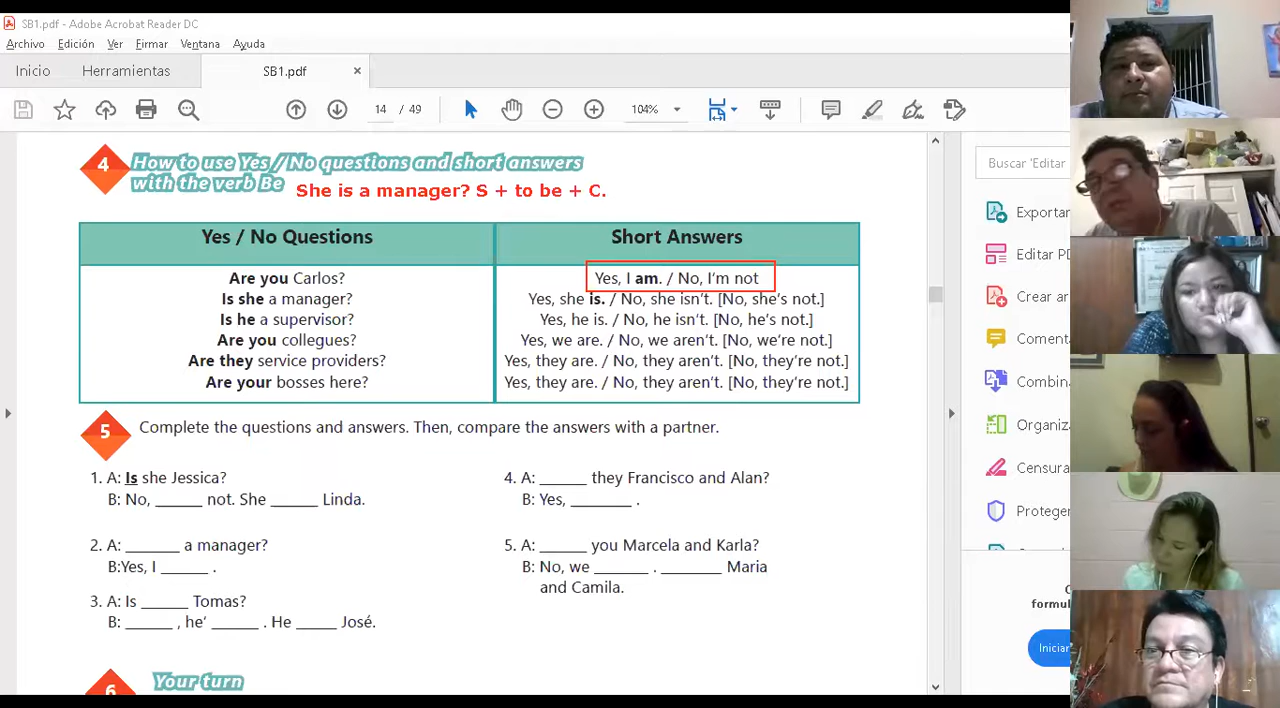 SB1.pdf - Adobe Acrobat Reader DC
Archivo Edición Ver Firmar Ventana Ayuda
Inicio Herramientas SB1.pdf ×
14 / 49 104%
4 How to use Yes / No questions and short answers
with the verb Be She is a manager? S + to be + C.
Yes / No Questions Short Answers
Are you Carlos? Yes, I am. / No, I'm not
Is she a manager? Yes, she is. / No, she isn't. [No, she's not.]
Is he a supervisor? Yes, he is. / No, he isn't. [No, he's not.]
Are you collegues? Yes, we are. / No, we aren't. [No, we're not.]
Are they service providers? Yes, they are. / No, they aren't. [No, they're not.]
Are your bosses here? Yes, they are. / No, they aren't. [No, they're not.]
5 Complete the questions and answers. Then, compare the answers with a partner.
1. A: Is she Jessica?
B: No, ______ not. She ______ Linda.
2. A: _______ a manager?
B:Yes, I ______ .
3. A: Is ______ Tomas?
B: ______ , he' ______ . He _____ José.
4. A: ______ they Francisco and Alan?
B: Yes, ________ .
5. A: ______ you Marcela and Karla?
B: No, we _______ . ________ Maria
and Camila.
6 Your turn
Buscar 'Editar
Exportar
Editar PD
Crear ar
Comenta
Combina
Organiza
Censura
Proteger
formul
Iniciar